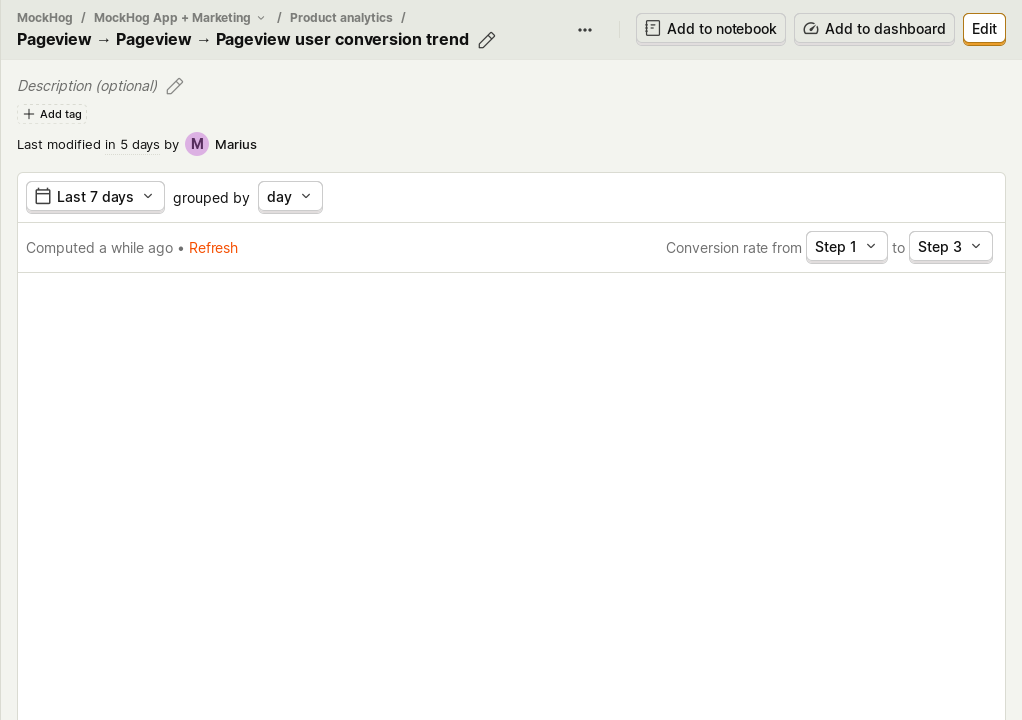 MockHog / MockHog App + Marketing / Product analytics /
Pageview → Pageview → Pageview user conversion trend
Add to notebook
Add to dashboard
Edit
Description (optional)
Add tag
Last modified in 5 days by M Marius
Last 7 days grouped by day
Computed a while ago • Refresh
Conversion rate from Step 1 to Step 3